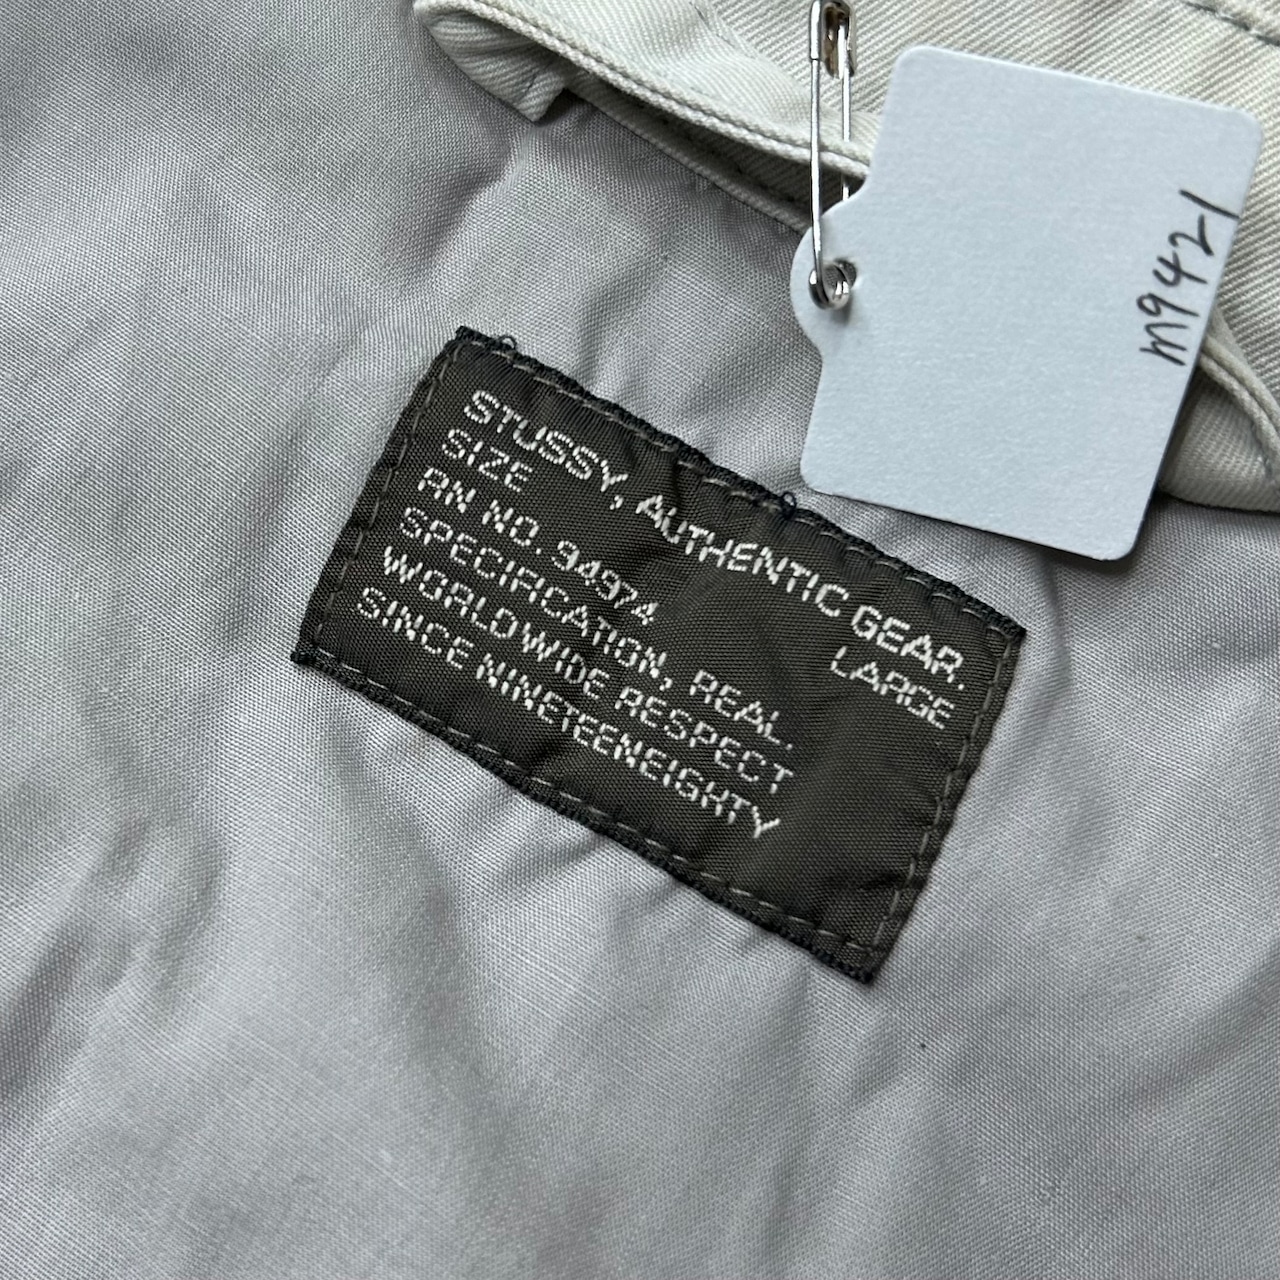 STUSSY, AUTHENTIC GEAR.
SIZE LARGE
RN NO. 94974
SPECIFICATION, REAL.
WORLDWIDE RESPECT
SINCE NINETEENEIGHTY
m9421